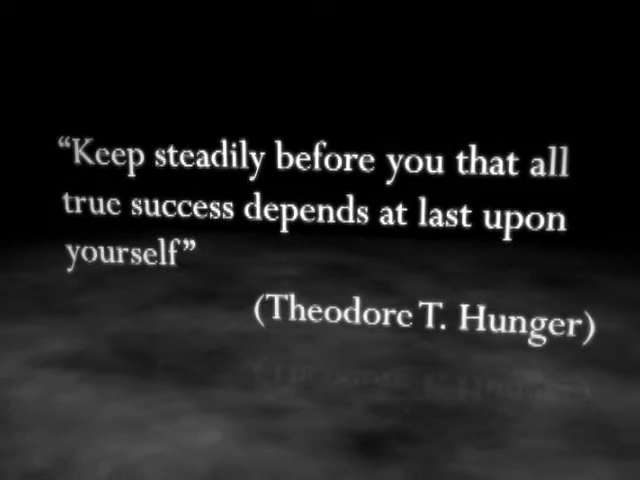 “Keep steadily before you that all
true success depends at last upon
yourself”
(Theodore T. Hunger)